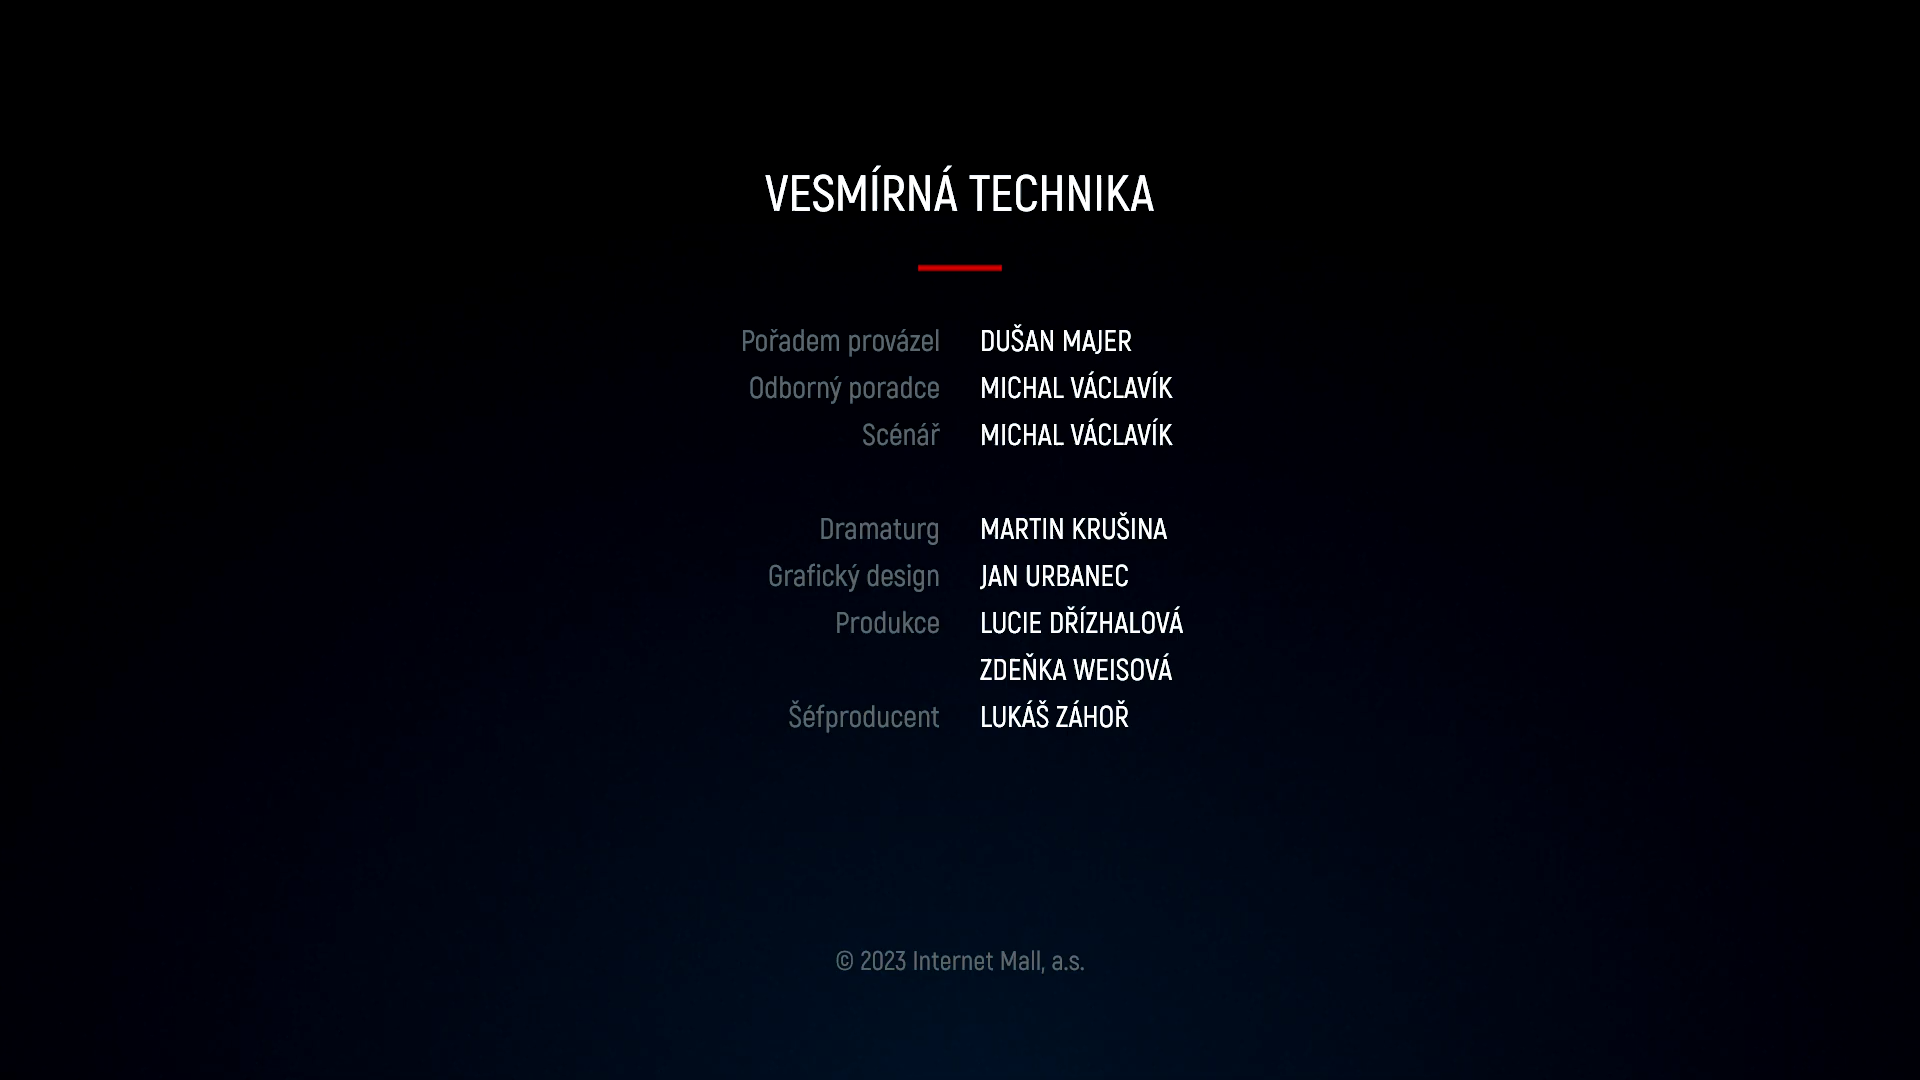 VESMÍRNÁ TECHNIKA
Pořadem provázel DUŠAN MAJER
Odborný poradce MICHAL VÁCLAVÍK
Scénář MICHAL VÁCLAVÍK
Dramaturg MARTIN KRUŠINA
Grafický design JAN URBANEC
Produkce LUCIE DŘÍZHALOVÁ
ZDEŇKA WEISOVÁ
Šéfproducent LUKÁŠ ZÁHOŘ
© 2023 Internet Mall, a.s.